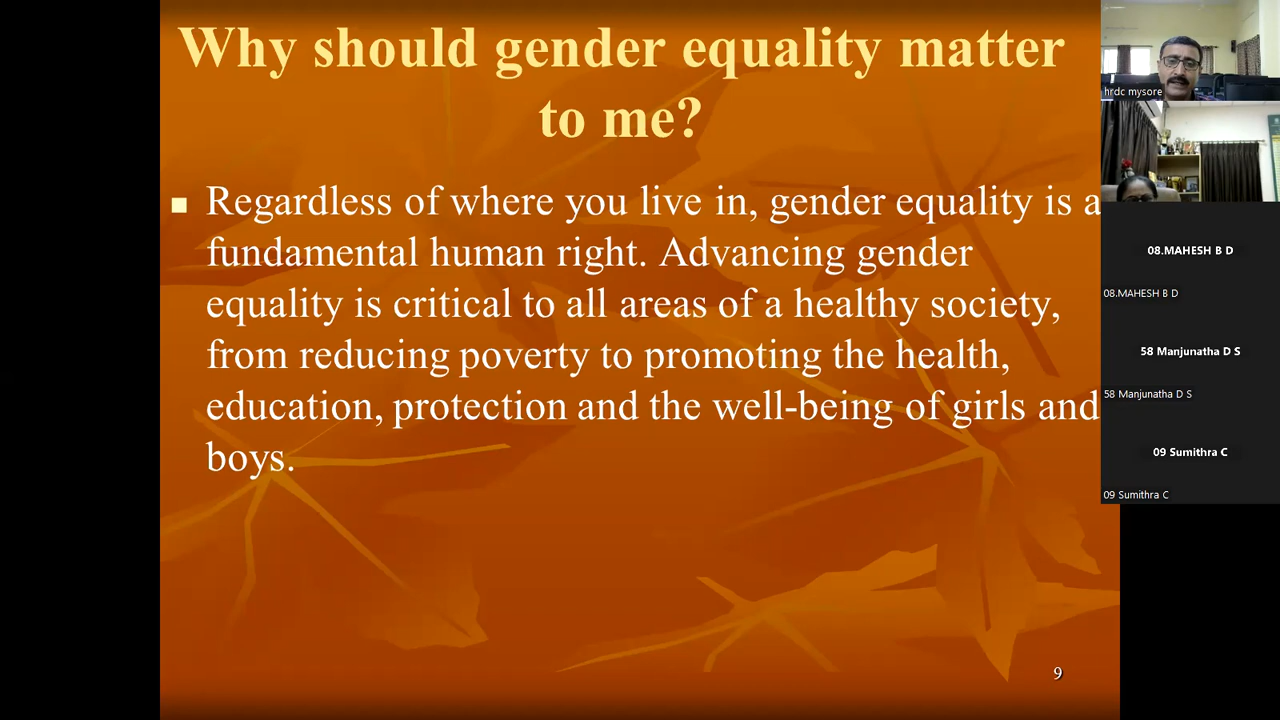 Why should gender equality matter
to me?
Regardless of where you live in, gender equality is a
fundamental human right. Advancing gender
equality is critical to all areas of a healthy society,
from reducing poverty to promoting the health,
education, protection and the well-being of girls and
boys.
9
hrdc mysore
08.MAHESH B D
08.MAHESH B D
58 Manjunatha D S
58 Manjunatha D S
09 Sumithra C
09 Sumithra C